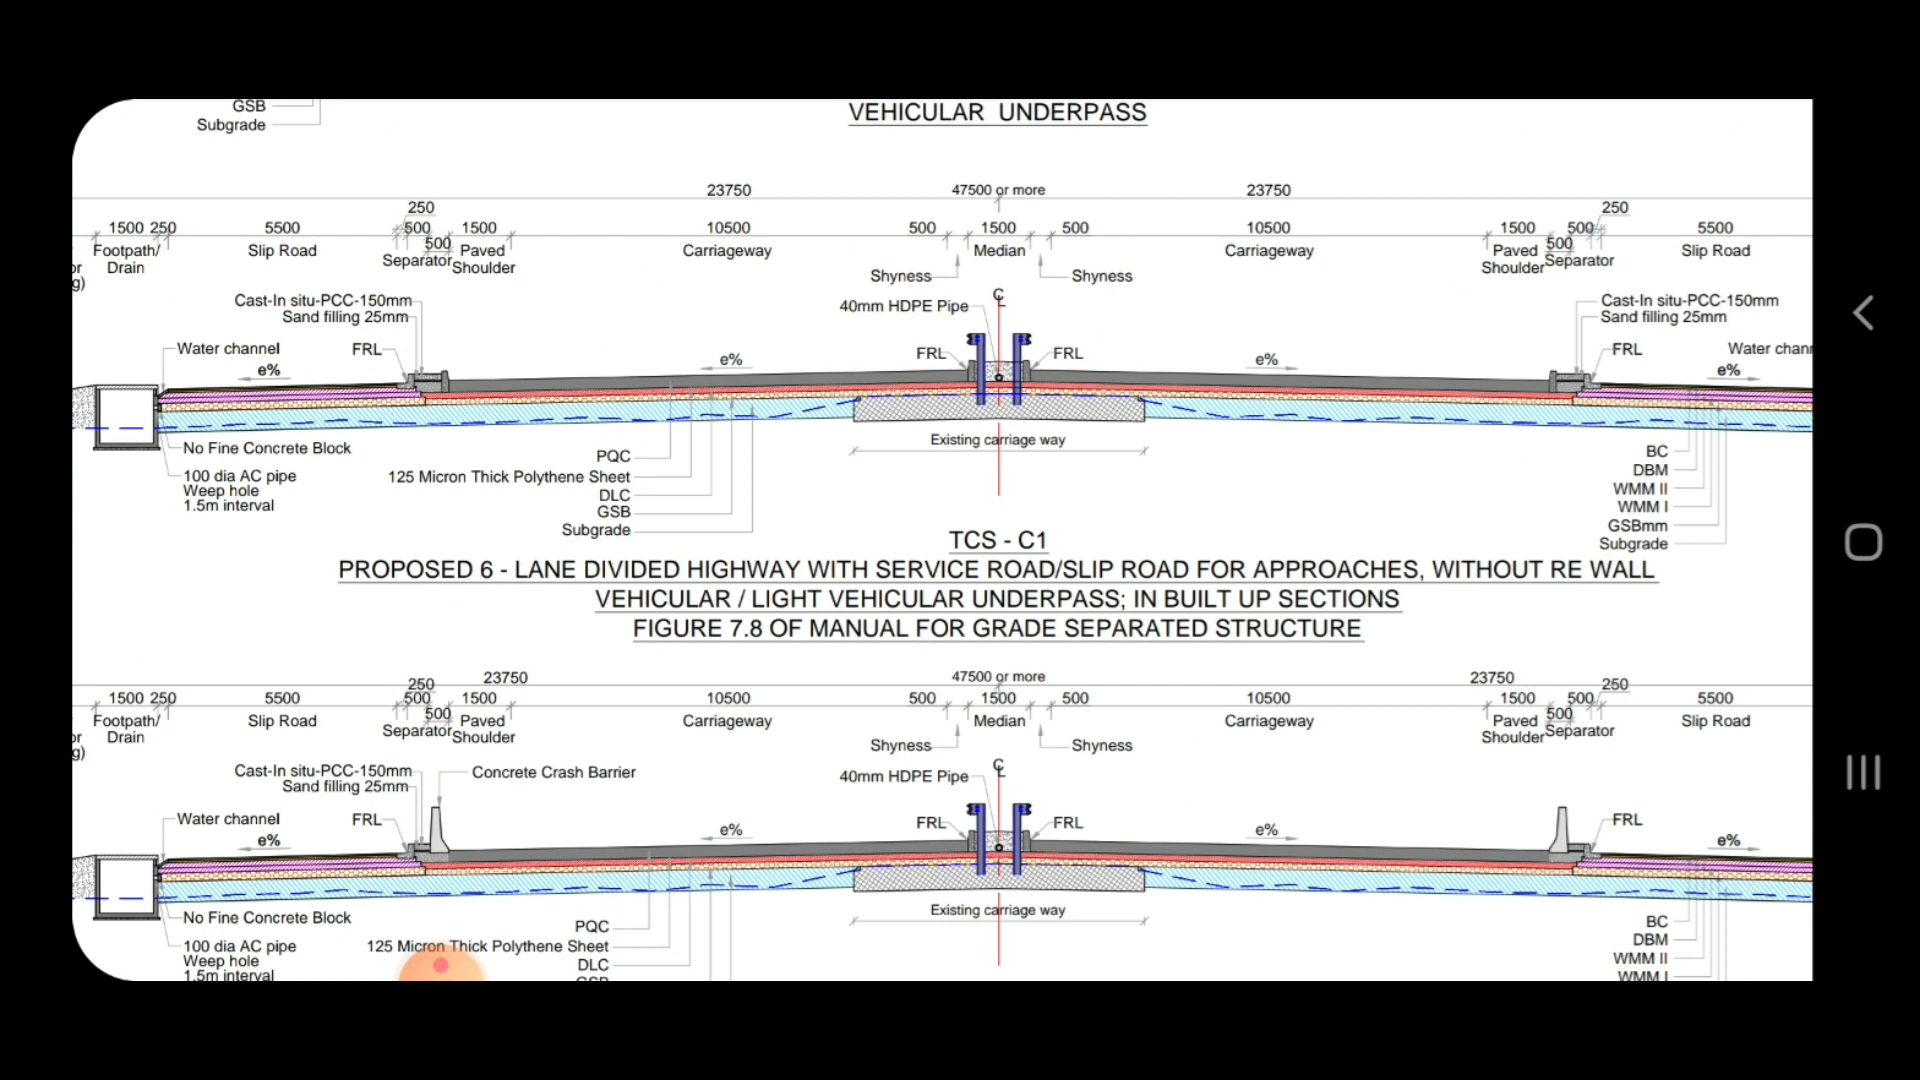 GSB
Subgrade
VEHICULAR UNDERPASS
23750 47500 or more 23750
250 250
1500 250 5500 500 1500 10500 500 1500 500 10500 1500 500 5500
500 500
Footpath/ Slip Road Separator Paved Carriageway Median Carriageway Paved Separator Slip Road
or Drain Shoulder Shyness Shyness Shoulder
g)
Cast-In situ-PCC-150mm 40mm HDPE Pipe Cast-In situ-PCC-150mm
Sand filling 25mm Sand filling 25mm
Water channel FRL FRL FRL FRL Water chann
e% e% e% e%
No Fine Concrete Block Existing carriage way
PQC BC
100 dia AC pipe 125 Micron Thick Polythene Sheet DBM
Weep hole DLC WMM II
1.5m interval GSB WMM I
Subgrade GSBmm
Subgrade
TCS - C1
PROPOSED 6 - LANE DIVIDED HIGHWAY WITH SERVICE ROAD/SLIP ROAD FOR APPROACHES, WITHOUT RE WALL
VEHICULAR / LIGHT VEHICULAR UNDERPASS; IN BUILT UP SECTIONS
FIGURE 7.8 OF MANUAL FOR GRADE SEPARATED STRUCTURE
250 23750 47500 or more 23750 250
1500 250 5500 500 1500 10500 500 1500 500 10500 1500 500 5500
500 500
Footpath/ Slip Road Separator Paved Carriageway Median Carriageway Paved Separator Slip Road
or Drain Shoulder Shyness Shyness Shoulder
g)
Cast-In situ-PCC-150mm Concrete Crash Barrier 40mm HDPE Pipe
Sand filling 25mm
Water channel FRL FRL FRL FRL
e% e% e% e%
No Fine Concrete Block Existing carriage way
PQC BC
100 dia AC pipe 125 Micron Thick Polythene Sheet DBM
Weep hole DLC WMM II
1.5m interval GSB WMM I